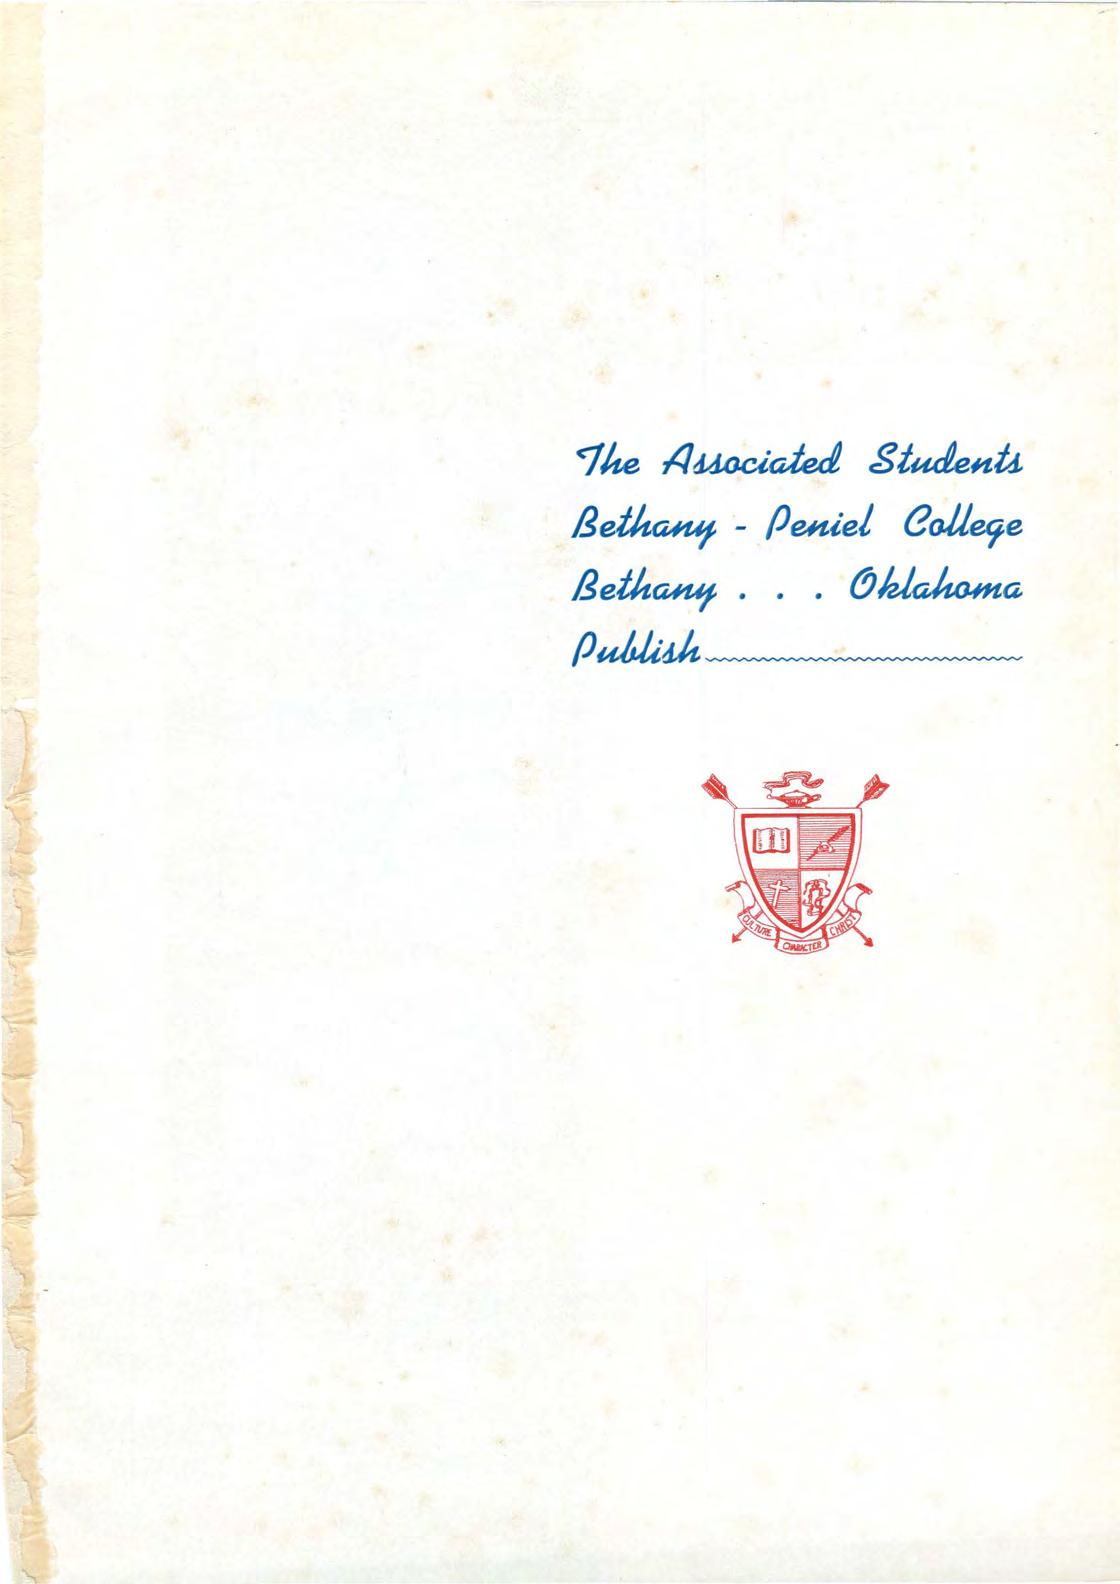 The Associated Students
Bethany - Peniel College
Bethany . . . Oklahoma
Publish
CULTURE CHARACTER CHRIST